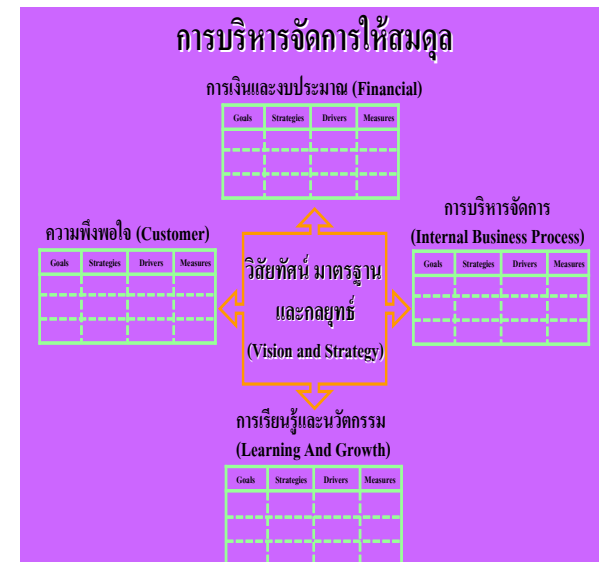 การบริหารจัดการให้สมดุล
การเงินและงบประมาณ (Financial)
Goals Strategies Drivers Measures
ความพึงพอใจ (Customer)
Goals Strategies Drivers Measures
วิสัยทัศน์ มาตรฐาน
และกลยุทธ์
(Vision and Strategy)
การบริหารจัดการ
(Internal Business Process)
Goals Strategies Drivers Measures
การเรียนรู้และนวัตกรรม
(Learning And Growth)
Goals Strategies Drivers Measures